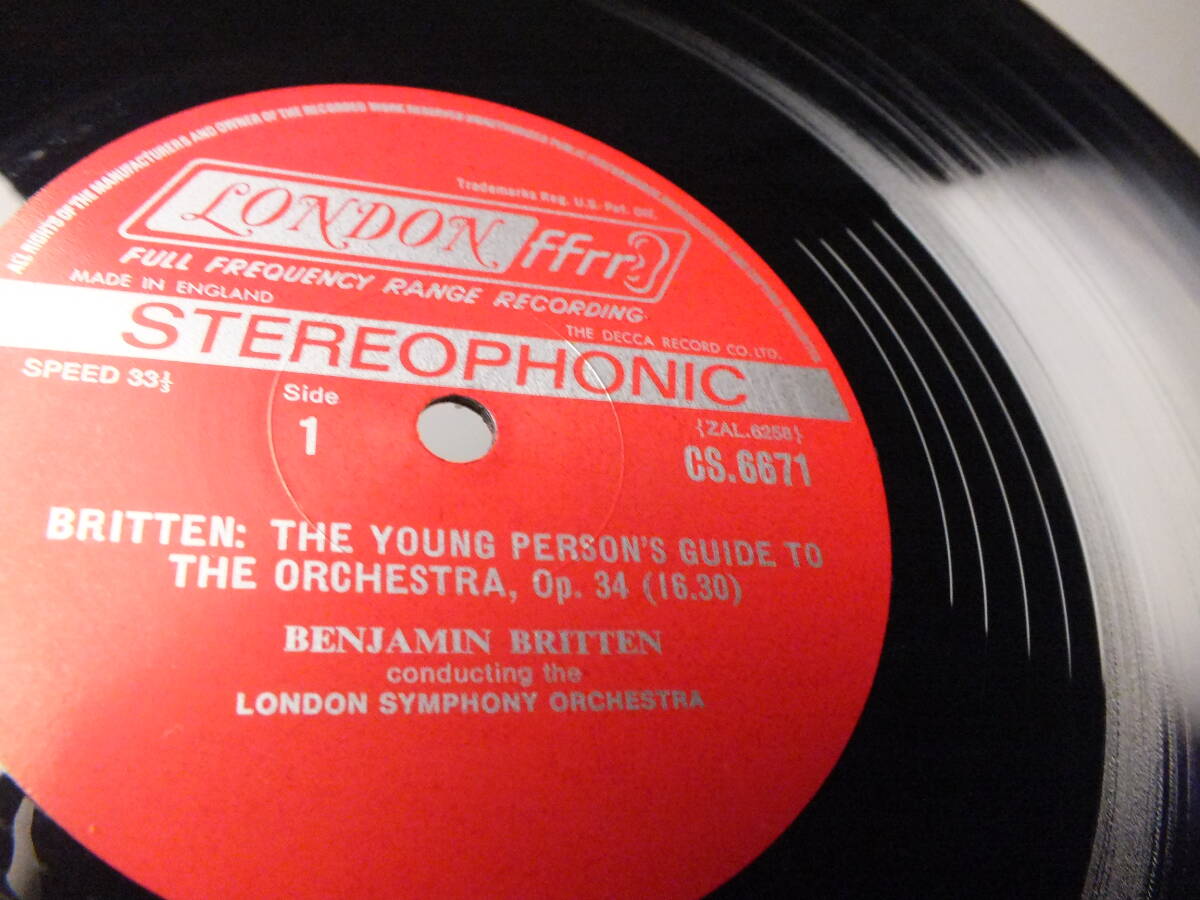 ALL RIGHTS OF THE MANUFACTURERS AND OWNER OF THE RECORDED WORK RESERVED
Trademarks Reg. U.S. Pat. Off.
LONDON ffrr
FULL FREQUENCY RANGE RECORDING
MADE IN ENGLAND
THE DECCA RECORD CO. LTD.
STEREOPHONIC
SPEED 33⅓
Side
1
{ZAL.6258}
CS.6671
BRITTEN: THE YOUNG PERSON'S GUIDE TO
THE ORCHESTRA, Op. 34 (16.30)
BENJAMIN BRITTEN
conducting the
LONDON SYMPHONY ORCHESTRA